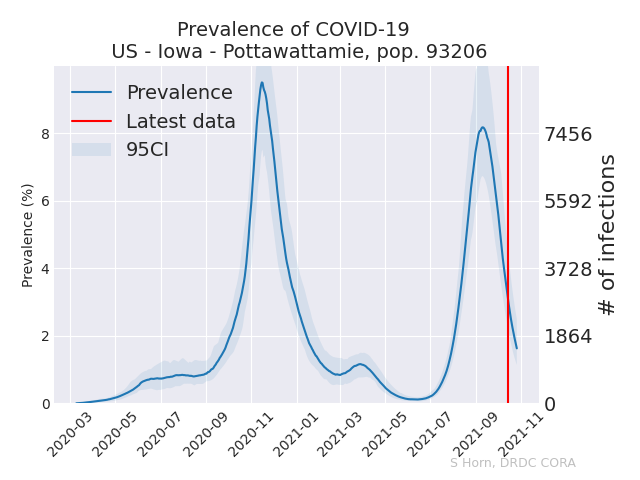 Prevalence of COVID-19
US - Iowa - Pottawattamie, pop. 93206
Prevalence
Latest data
95CI
Prevalence (%)
8
6
4
2
0
7456
5592
3728
1864
0
# of infections
2020-03
2020-05
2020-07
2020-09
2020-11
2021-01
2021-03
2021-05
2021-07
2021-09
2021-11
S Horn, DRDC CORA